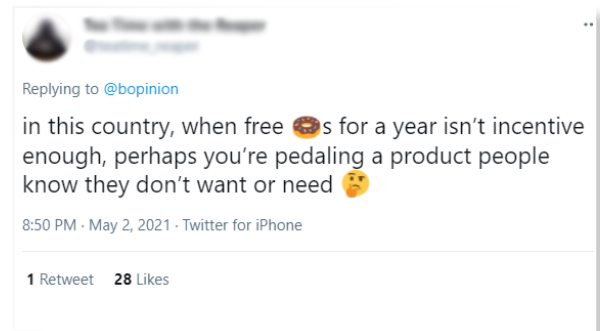 Replying to @bopinion
in this country, when free 🍩s for a year isn't incentive
enough, perhaps you're pedaling a product people
know they don't want or need 🤔
8:50 PM · May 2, 2021 · Twitter for iPhone
1 Retweet 28 Likes